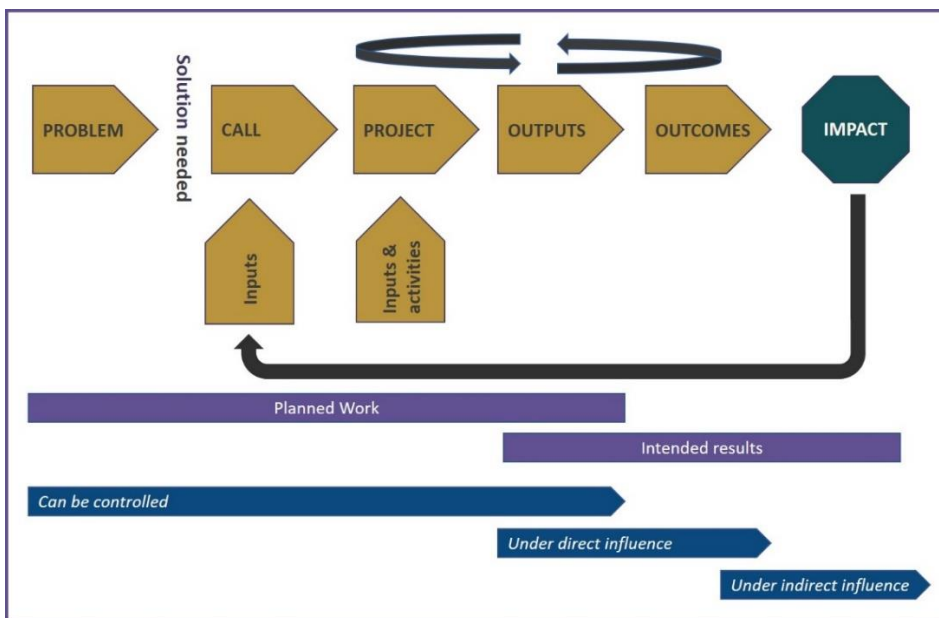 PROBLEM
Solution needed
CALL
PROJECT
OUTPUTS
OUTCOMES
IMPACT
Inputs
Inputs &
activities
Planned Work
Intended results
Can be controlled
Under direct influence
Under indirect influence